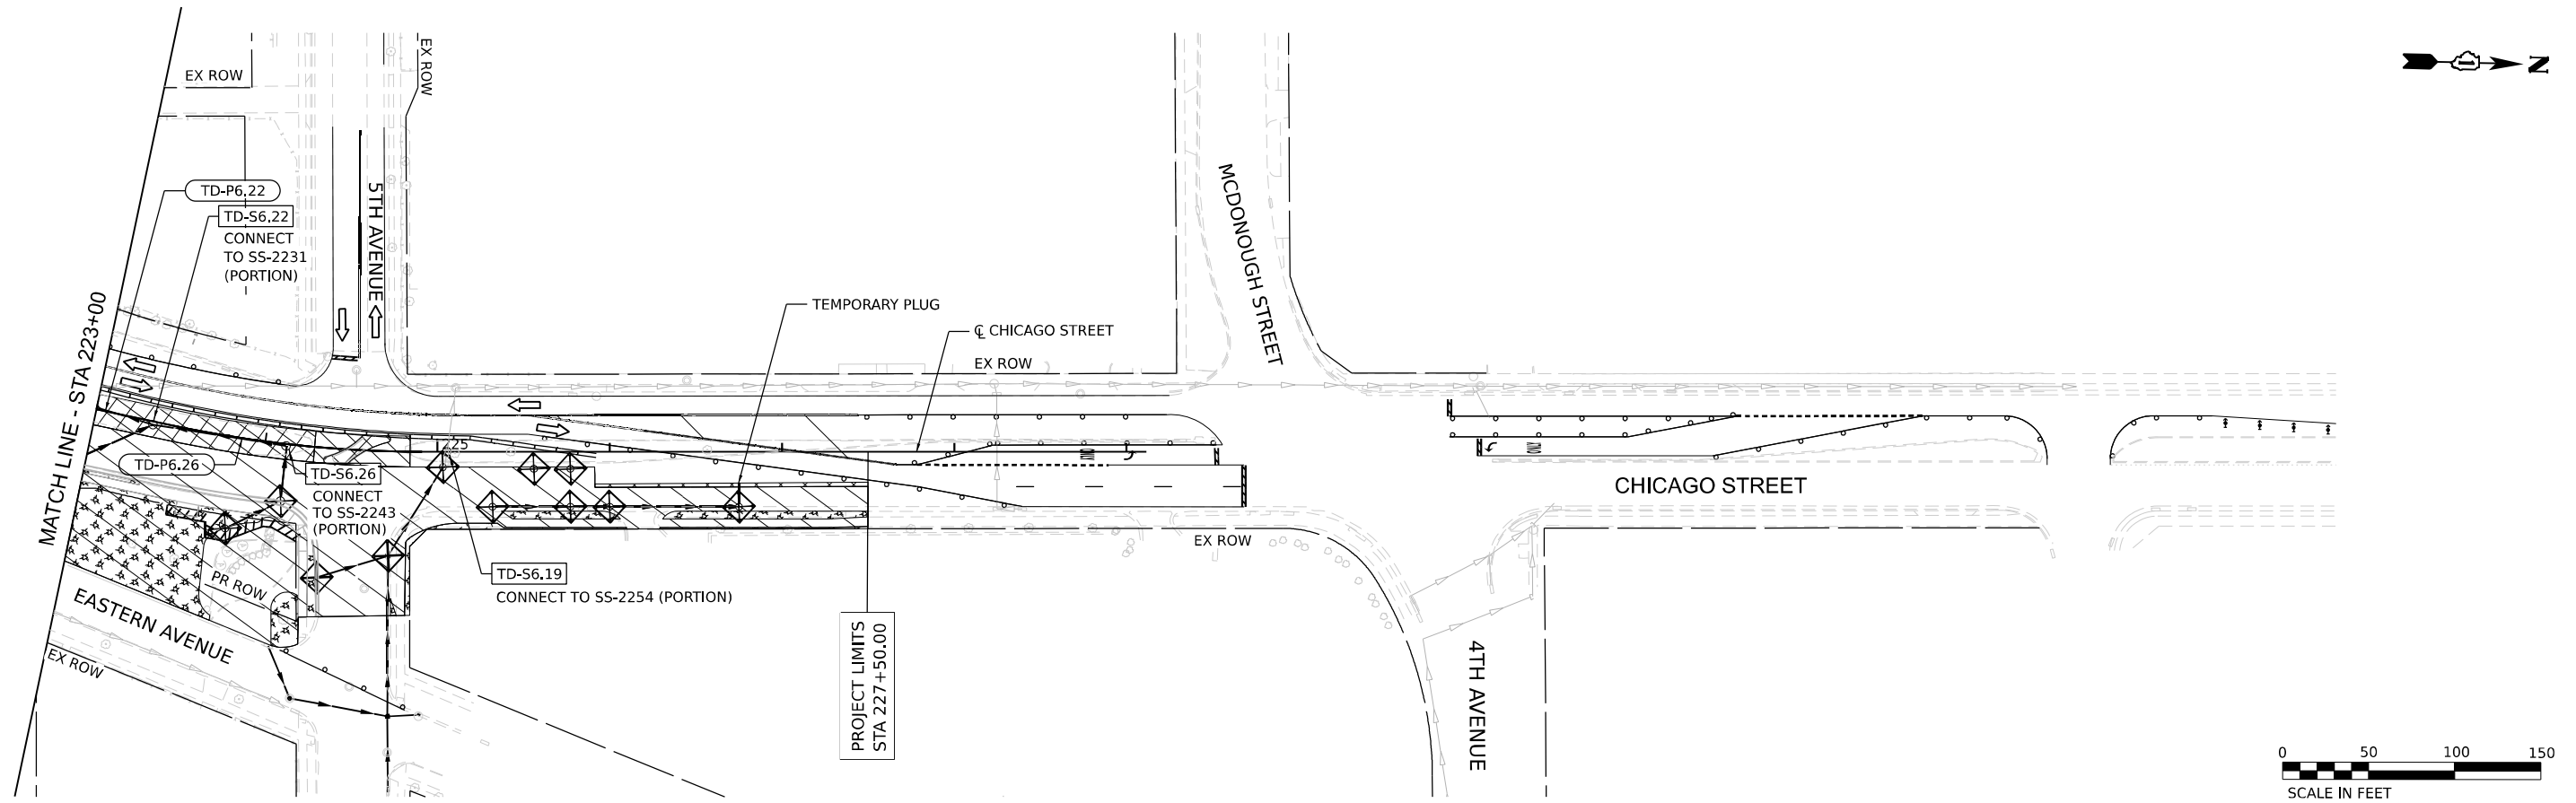 EX ROW
EX ROW
N
TD-P6.22
TD-S6.22
CONNECT
TO SS-2231
(PORTION)
5TH AVENUE
MCDONOUGH STREET
MATCH LINE - STA 223+00
TEMPORARY PLUG
℄ CHICAGO STREET
EX ROW
225
TD-P6.26
TD-S6.26
CONNECT
TO SS-2243
(PORTION)
CHICAGO STREET
EX ROW
TD-S6.19
CONNECT TO SS-2254 (PORTION)
PR ROW
EASTERN AVENUE
EX ROW
PROJECT LIMITS
STA 227+50.00
4TH AVENUE
0 50 100 150
SCALE IN FEET